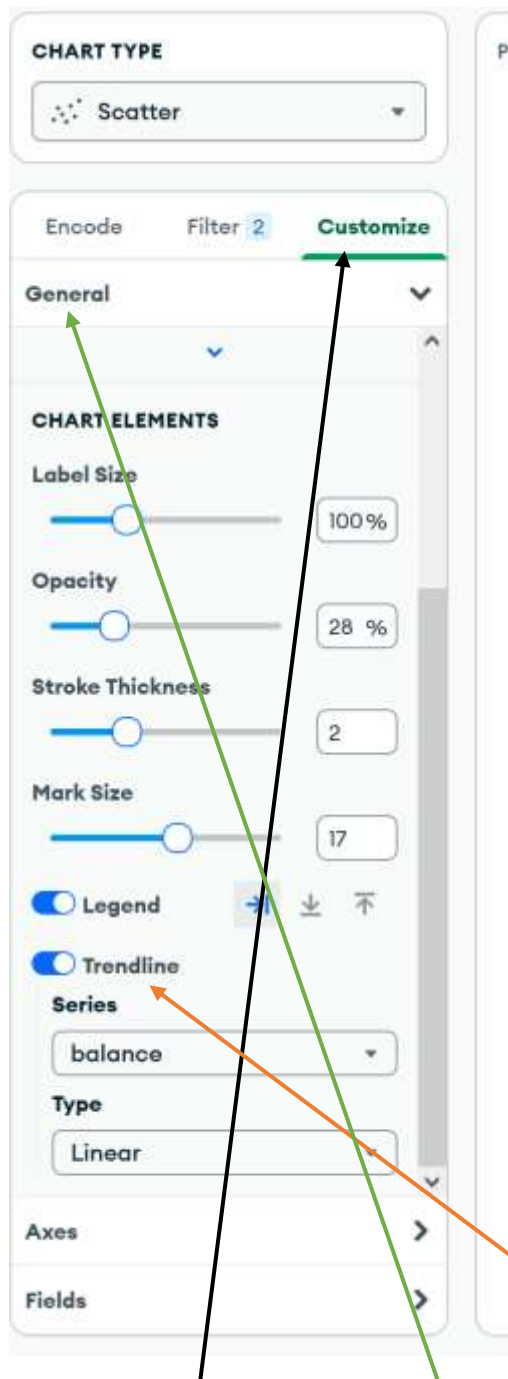 CHART TYPE
Scatter
Encode Filter 2 Customize
General
CHART ELEMENTS
Label Size
100%
Opacity
28 %
Stroke Thickness
2
Mark Size
17
Legend
Trendline
Series
balance
Type
Linear
Axes
Fields
P